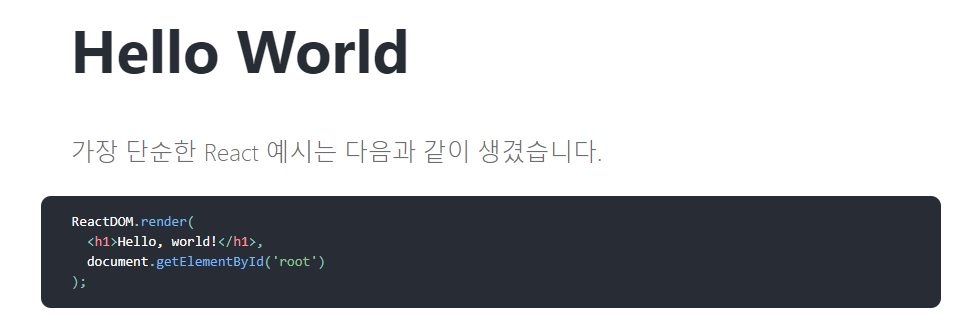 Hello World
가장 단순한 React 예시는 다음과 같이 생겼습니다.
ReactDOM.render(
  <h1>Hello, world!</h1>,
  document.getElementById('root')
);